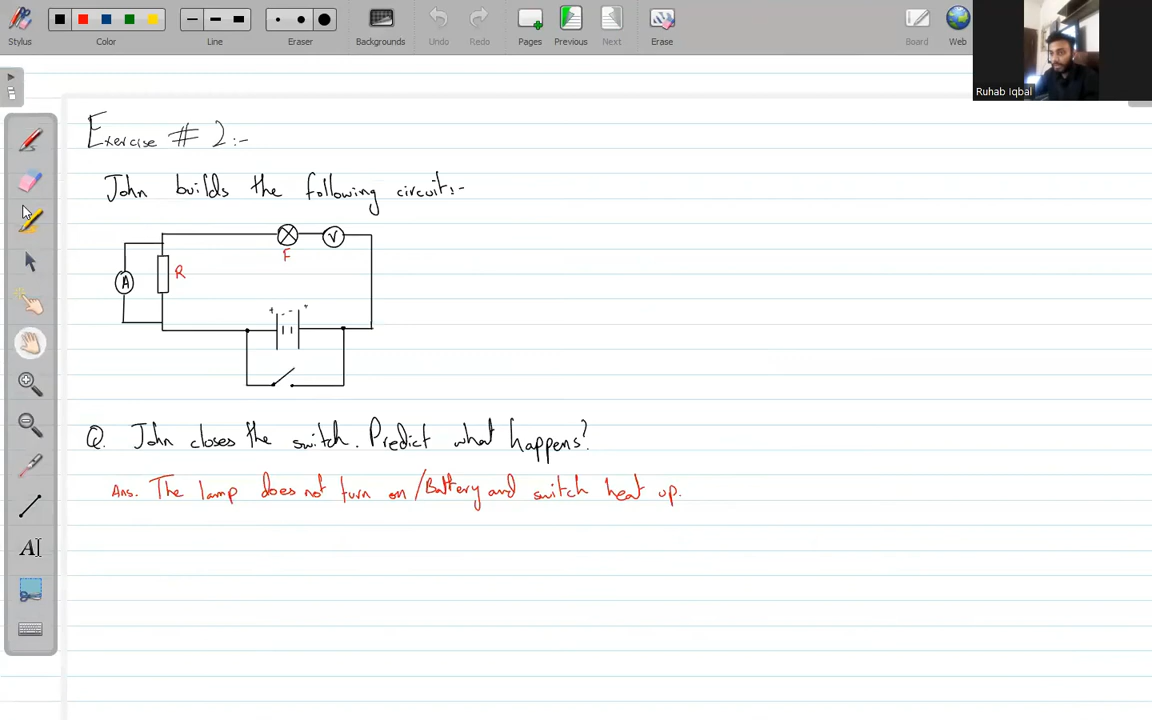 Stylus
Color
Line
Eraser
Backgrounds
Undo
Redo
Pages
Previous
Next
Erase
Board
Web
Ruhab Iqbal
Exercise # 2:-
John builds the following circuit:-
A
R
F
V
+ - - +
Q. John closes the switch. Predict what happens?
Ans. The lamp does not turn on /Battery and switch heat up.